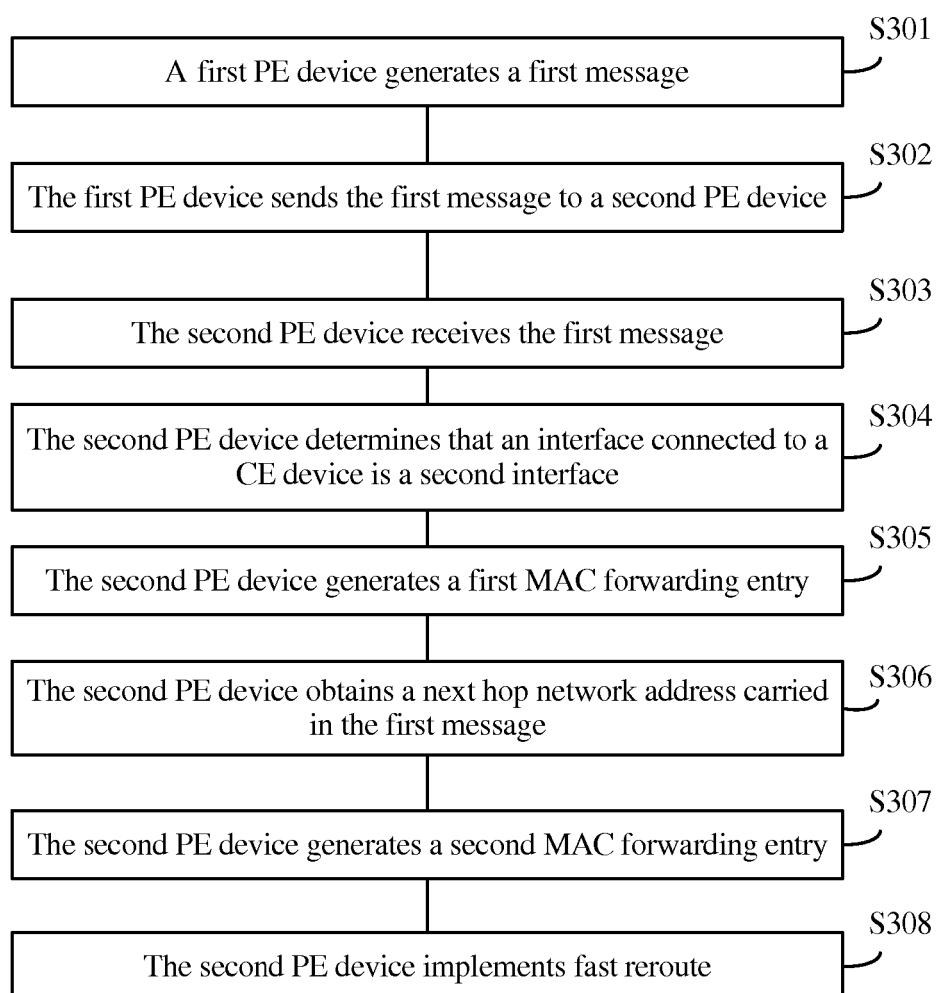 S301
A first PE device generates a first message
S302
The first PE device sends the first message to a second PE device
S303
The second PE device receives the first message
S304
The second PE device determines that an interface connected to a
CE device is a second interface
S305
The second PE device generates a first MAC forwarding entry
S306
The second PE device obtains a next hop network address carried
in the first message
S307
The second PE device generates a second MAC forwarding entry
S308
The second PE device implements fast reroute